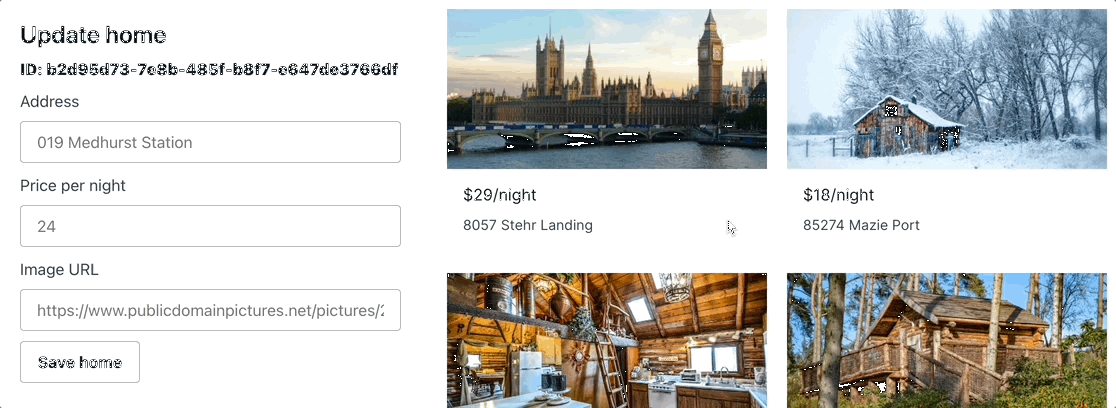 Update home
ID: b2d95d73-7e8b-485f-b8f7-e647de3766df
Address
019 Medhurst Station
Price per night
24
Image URL
https://www.publicdomainpictures.net/pictures/2
Save home
$29/night
8057 Stehr Landing
$18/night
85274 Mazie Port